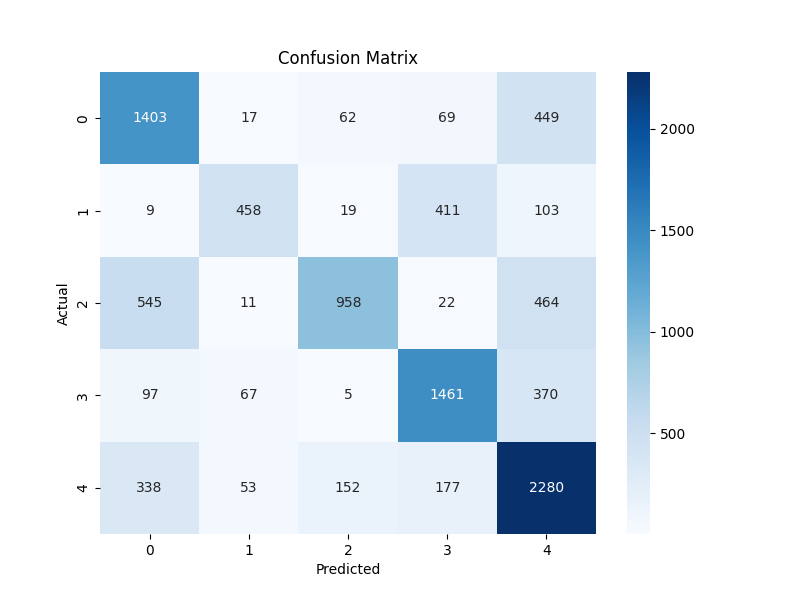 Confusion Matrix
0 1403 17 62 69 449
1 9 458 19 411 103
2 545 11 958 22 464
3 97 67 5 1461 370
4 338 53 152 177 2280
0 1 2 3 4
Predicted
Actual
2000
1500
1000
500